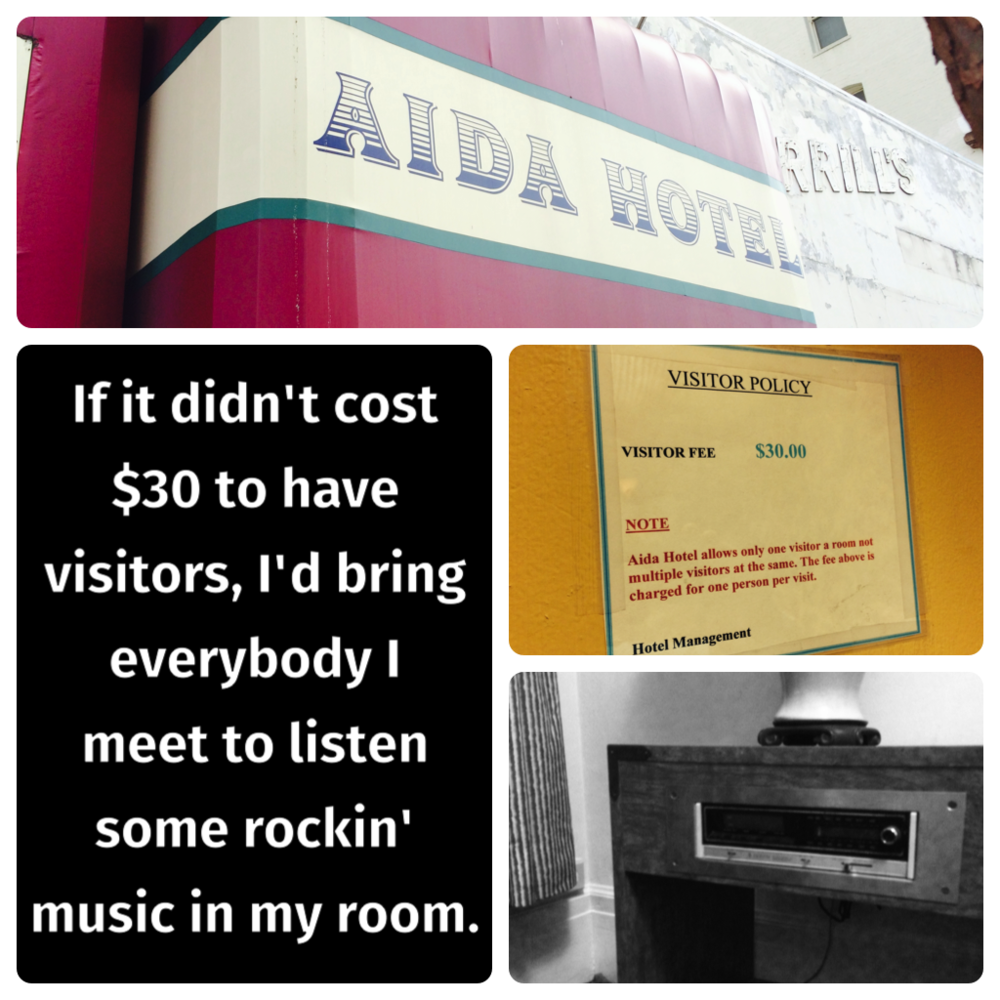 AIDA HOTEL
RRILL'S
If it didn't cost
$30 to have
visitors, I'd bring
everybody I
meet to listen
some rockin'
music in my room.
VISITOR POLICY
VISITOR FEE $30.00
NOTE
Aida Hotel allows only one visitor a room not
multiple visitors at the same. The fee above is
charged for one person per visit.
Hotel Management